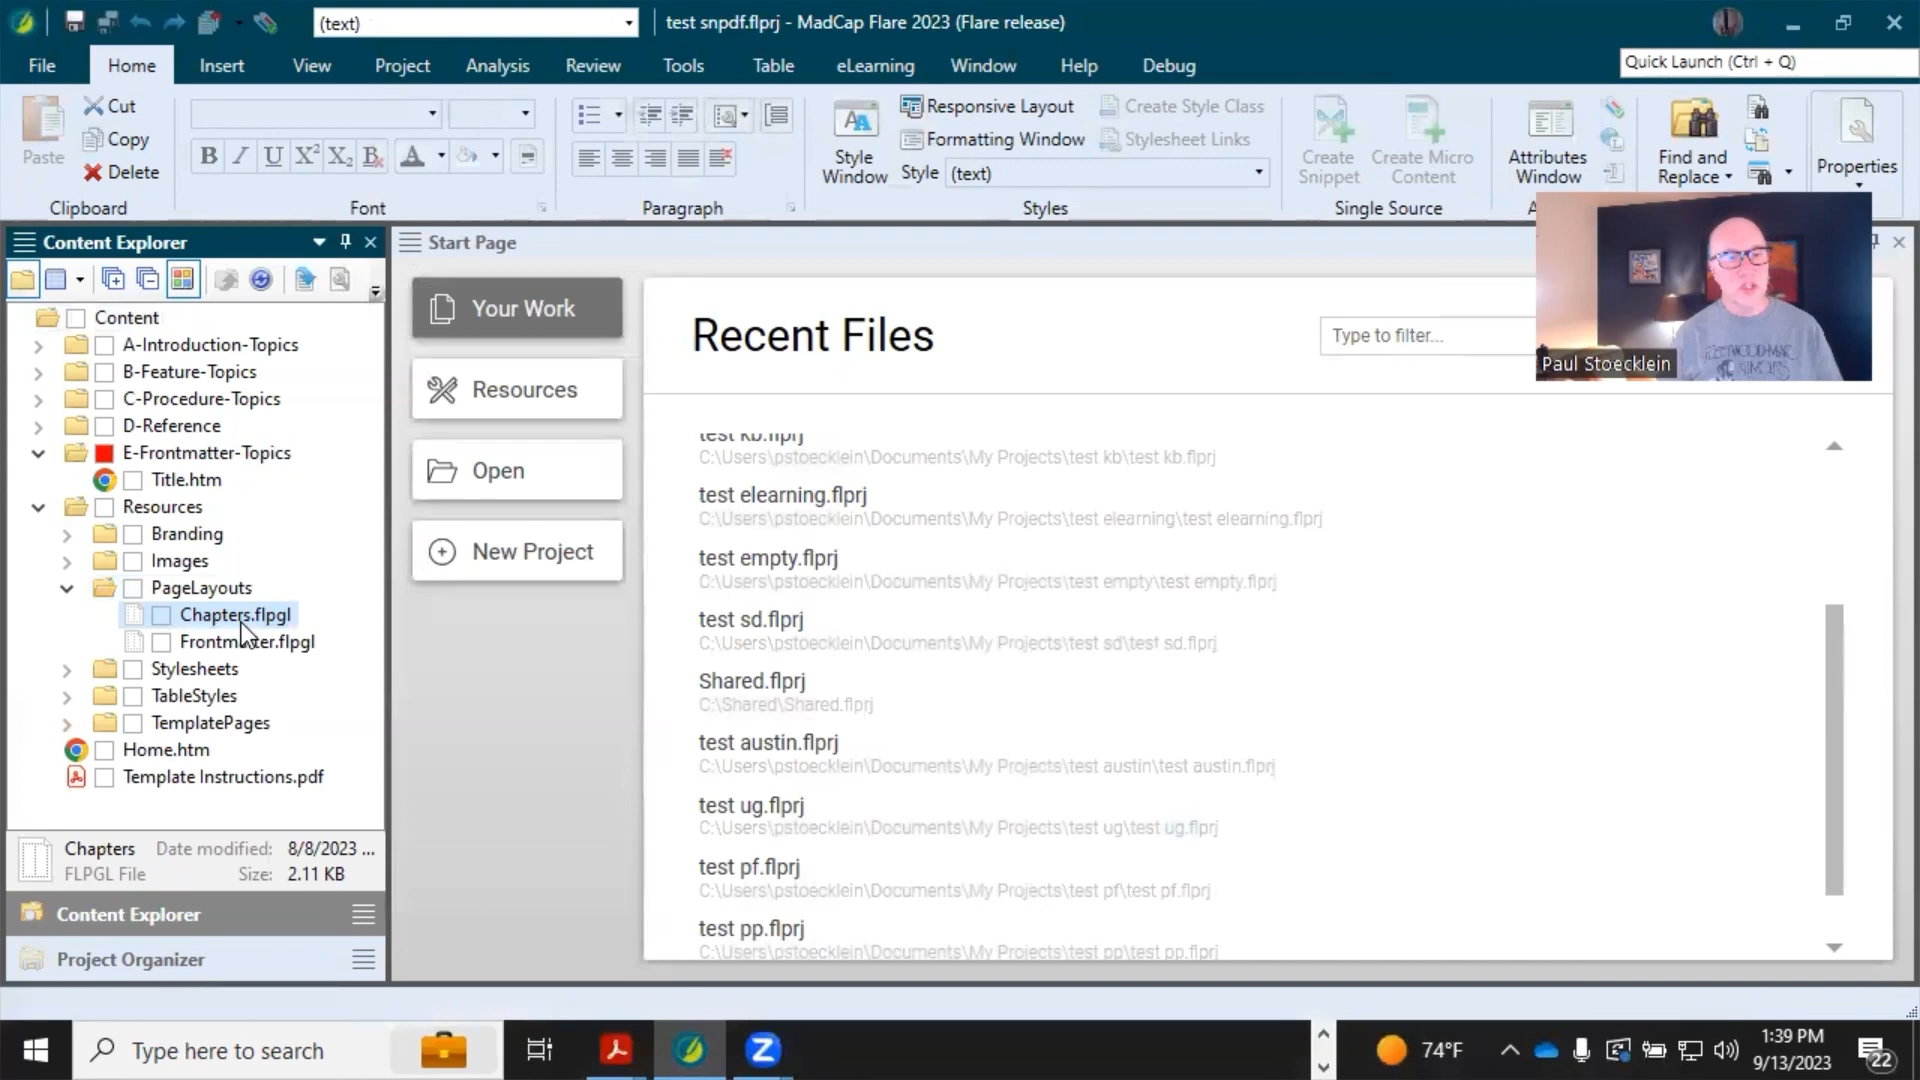 (text)
test snpdf.flprj - MadCap Flare 2023 (Flare release)
File Home Insert View Project Analysis Review Tools Table eLearning Window Help Debug
Quick Launch (Ctrl + Q)
Paste
Cut
Copy
Delete
Clipboard
B I U X² X₂ B A
Font
Paragraph
Style Window
Responsive Layout
Formatting Window
Style (text)
Create Style Class
Stylesheet Links
Styles
Create Snippet
Create Micro Content
Single Source
Attributes Window
Find and Replace
Properties
Content Explorer
Content
A-Introduction-Topics
B-Feature-Topics
C-Procedure-Topics
D-Reference
E-Frontmatter-Topics
Title.htm
Resources
Branding
Images
PageLayouts
Chapters.flpgl
Frontmatter.flpgl
Stylesheets
TableStyles
TemplatePages
Home.htm
Template Instructions.pdf
Chapters Date modified: 8/8/2023 ...
FLPGL File Size: 2.11 KB
Content Explorer
Project Organizer
Start Page
Your Work
Resources
Open
New Project
Recent Files
Type to filter...
Paul Stoecklein
test kb.flprj
C:\Users\pstoecklein\Documents\My Projects\test kb\test kb.flprj
test elearning.flprj
C:\Users\pstoecklein\Documents\My Projects\test elearning\test elearning.flprj
test empty.flprj
C:\Users\pstoecklein\Documents\My Projects\test empty\test empty.flprj
test sd.flprj
C:\Users\pstoecklein\Documents\My Projects\test sd\test sd.flprj
Shared.flprj
C:\Shared\Shared.flprj
test austin.flprj
C:\Users\pstoecklein\Documents\My Projects\test austin\test austin.flprj
test ug.flprj
C:\Users\pstoecklein\Documents\My Projects\test ug\test ug.flprj
test pf.flprj
C:\Users\pstoecklein\Documents\My Projects\test pf\test pf.flprj
test pp.flprj
C:\Users\pstoecklein\Documents\My Projects\test pp\test pp.flprj
Type here to search
Z
74°F
1:39 PM
9/13/2023
22